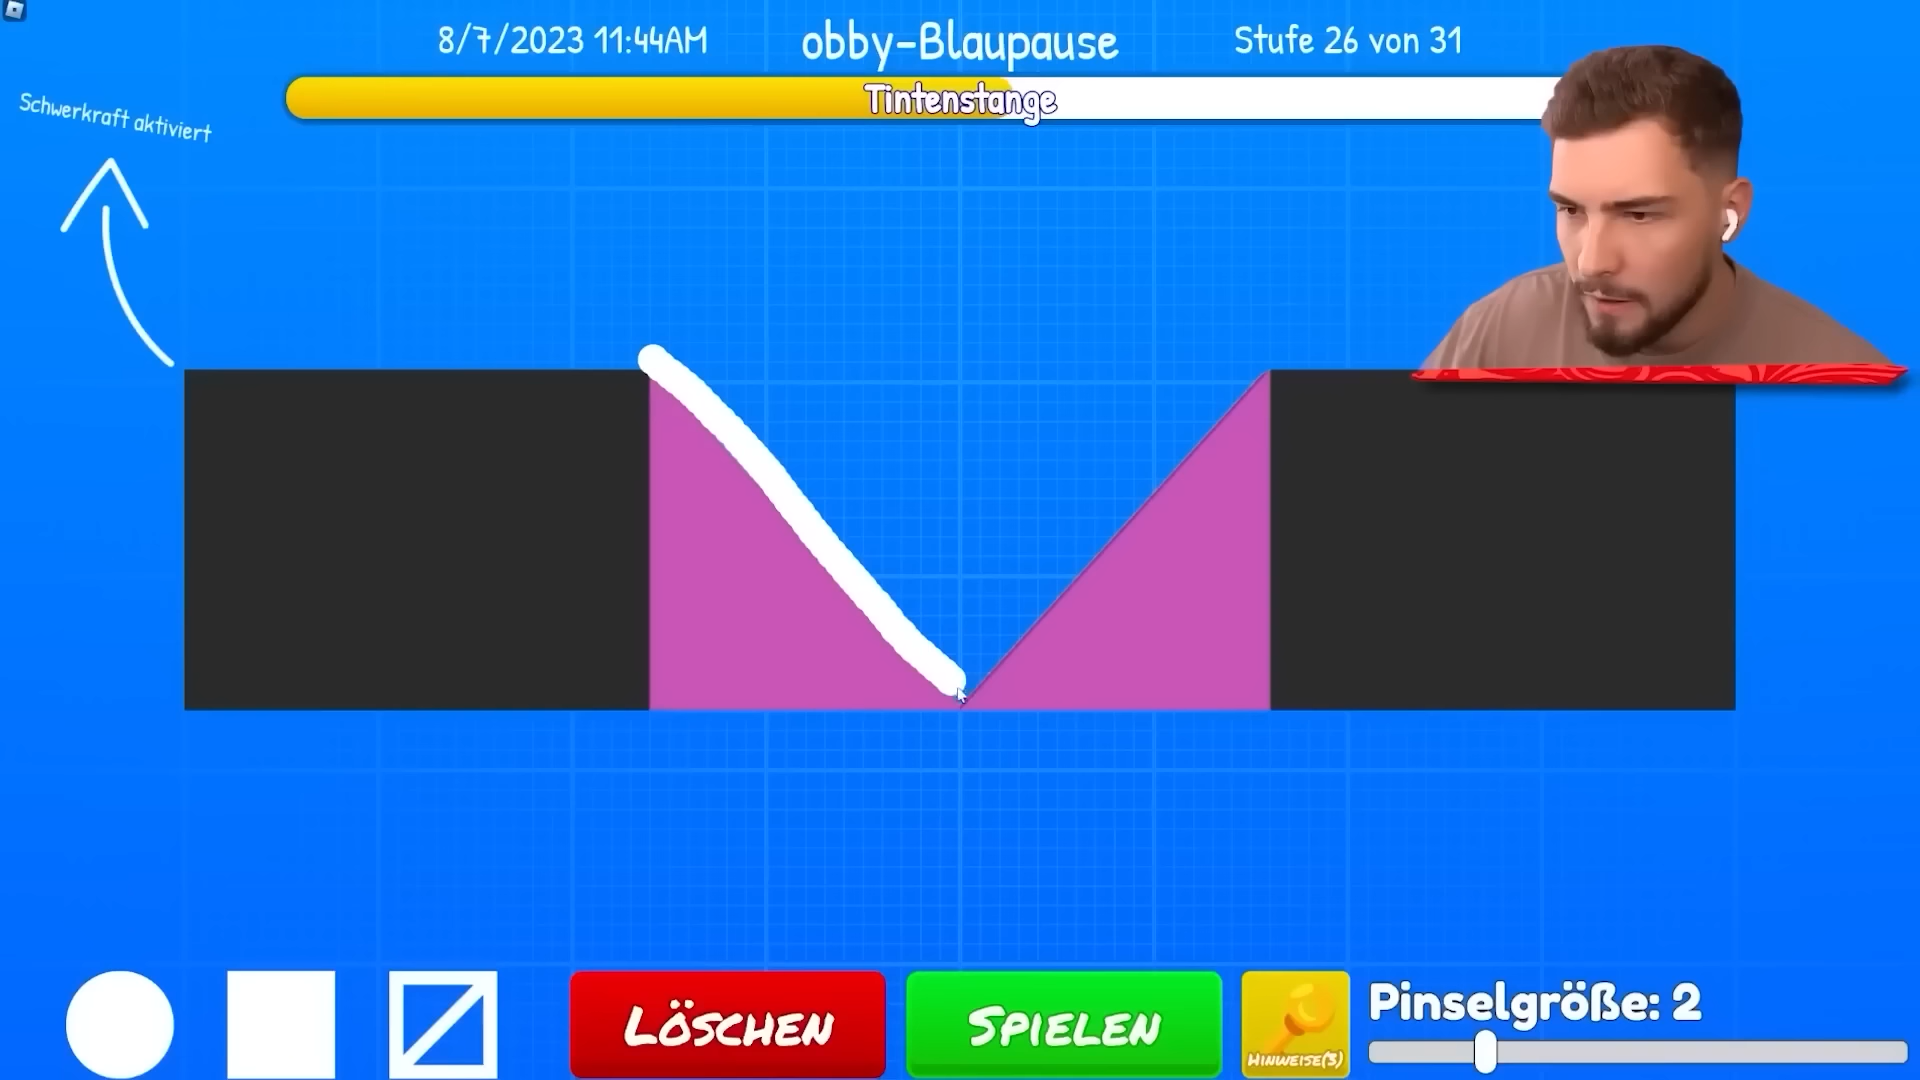 8/7/2023 11:44AM
obby-Blaupause
Stufe 26 von 31
Tintenstange
Schwerkraft aktiviert
LÖSCHEN
SPIELEN
HINWEISE(3)
Pinselgröße: 2